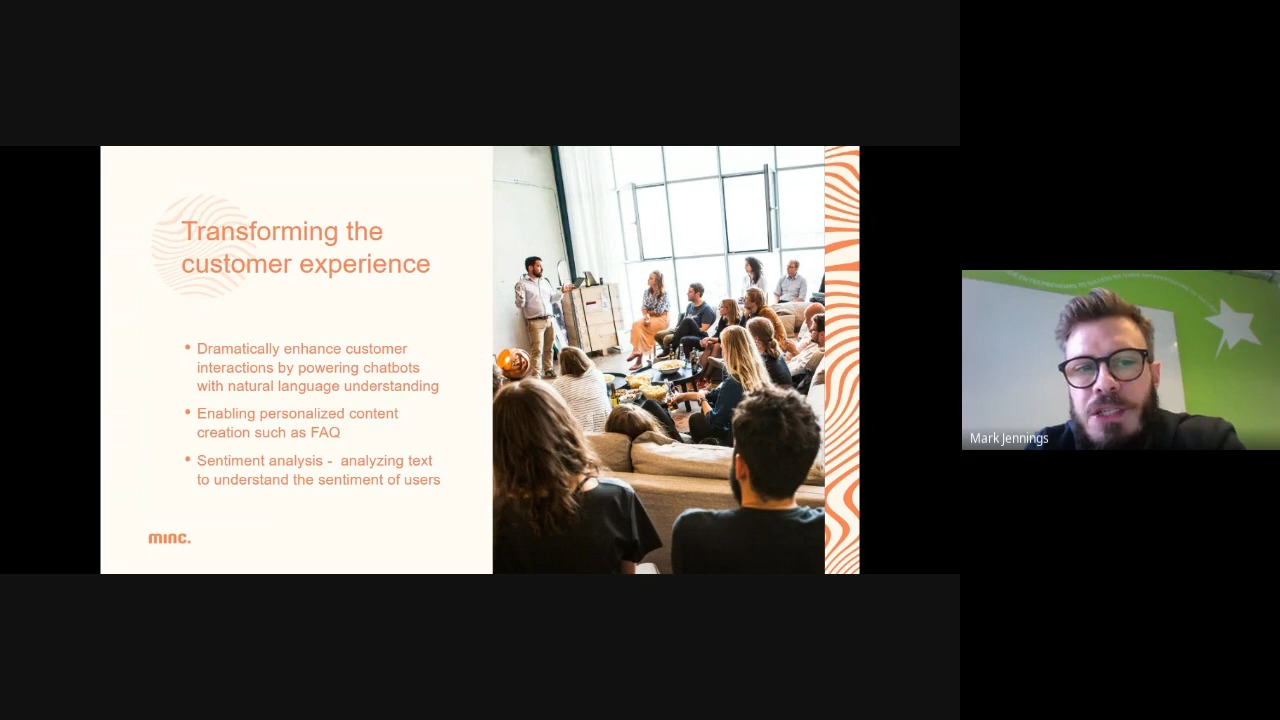 Transforming the
customer experience
• Dramatically enhance customer
interactions by powering chatbots
with natural language understanding
• Enabling personalized content
creation such as FAQ
• Sentiment analysis - analyzing text
to understand the sentiment of users
minc.
Mark Jennings